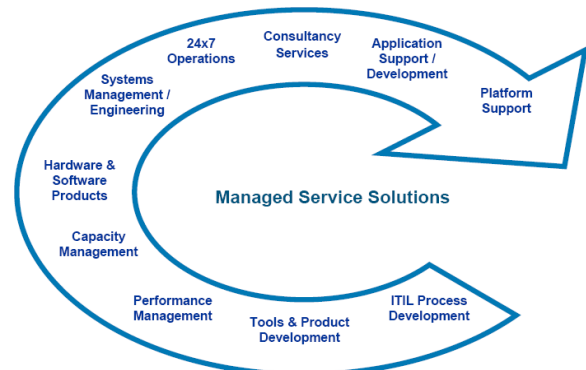 24x7
Operations
Consultancy
Services
Application
Support /
Development
Platform
Support
Systems
Management /
Engineering
Hardware &
Software
Products
Managed Service Solutions
Capacity
Management
Performance
Management
Tools & Product
Development
ITIL Process
Development